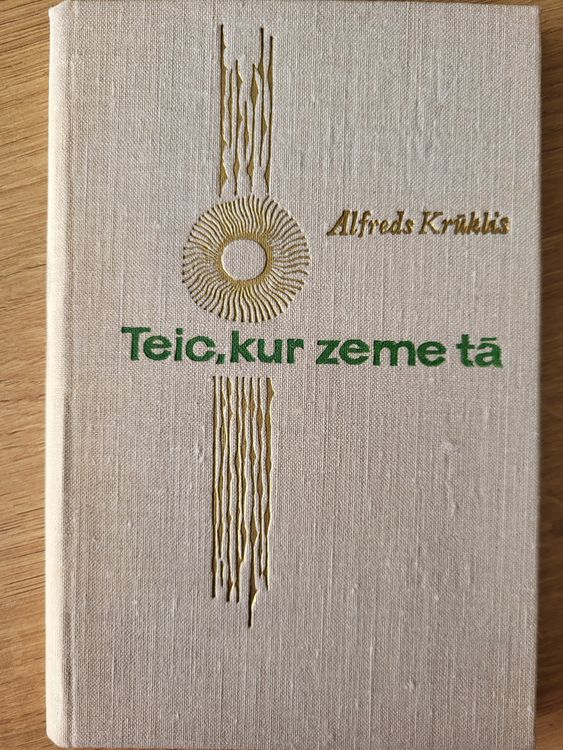 Alfreds Krūklis
Teic, kur zeme tā